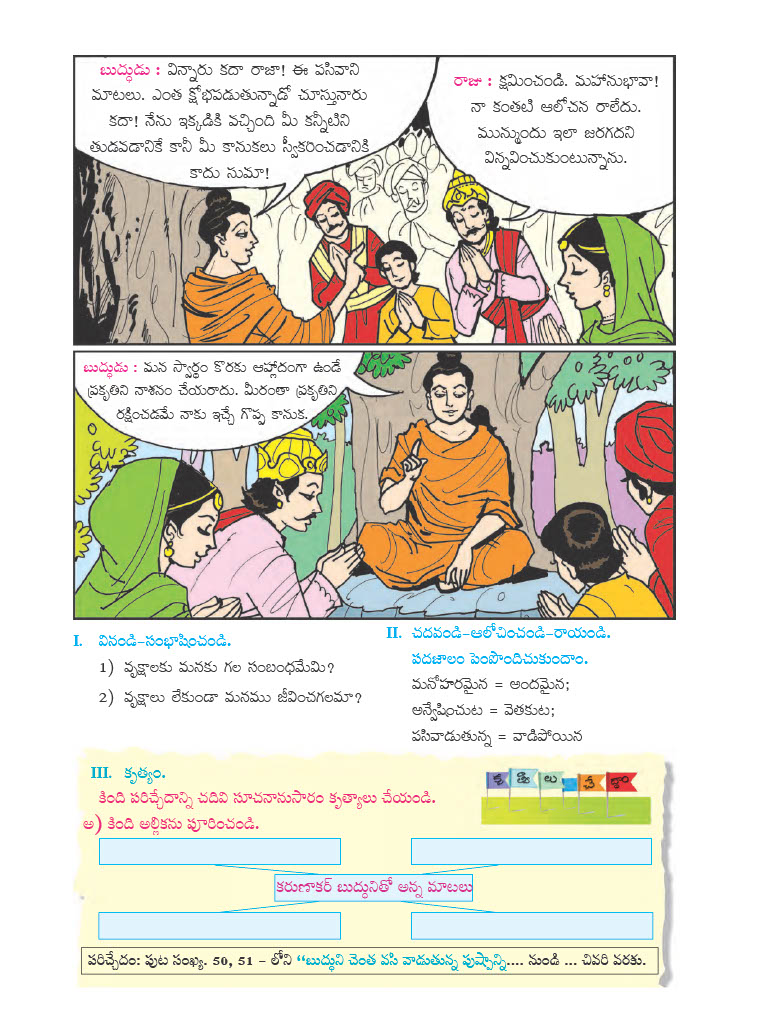 బుద్ధుడు : విన్నారు కదా రాజా! ఈ పసివాని
మాటలు. ఎంత క్షోభపడుతున్నాడో చూస్తునారు
కదా! నేను ఇక్కడికి వచ్చింది మీ కన్నీటిని
తుడవడానికే కానీ మీ కానుకలు స్వీకరించడానికి
కాదు సుమా!
రాజు : క్షమించండి. మహానుభావా!
నా కంతటి ఆలోచన రాలేదు.
మున్ముందు ఇలా జరగదని
విన్నవించుకుంటున్నాను.
బుద్ధుడు : మన స్వార్థం కొరకు ఆహ్లాదంగా ఉండే
ప్రకృతిని నాశనం చేయరాదు. మీరంతా ప్రకృతిని
రక్షించడమే నాకు ఇచ్చే గొప్ప కానుక.
I. వినండి-సంభాషించండి.
1) వృక్షాలకు మనకు గల సంబంధమేమి?
2) వృక్షాలు లేకుండా మనము జీవించగలమా?
II. చదవండి-ఆలోచించండి-రాయండి.
పదజాలం పెంపొందించుకుందాం.
మనోహరమైన = అందమైన;
అన్వేషించుట = వెతకుట;
పసివాడుతున్న = వాడిపోయిన
III. కృత్యం.
కృత్యాలు చేద్దాం
కింది పరిచ్ఛేదాన్ని చదివి సూచనానుసారం కృత్యాలు చేయండి.
అ) కింది అల్లికను పూరించండి.
కరుణాకర్ బుద్ధునితో అన్న మాటలు
పరిచ్ఛేదం: పుట సంఖ్య. 50, 51 - లోని "బుద్ధుని చెంత వసి వాడుతున్న పుష్పాన్ని.... నుండి ... చివరి వరకు.